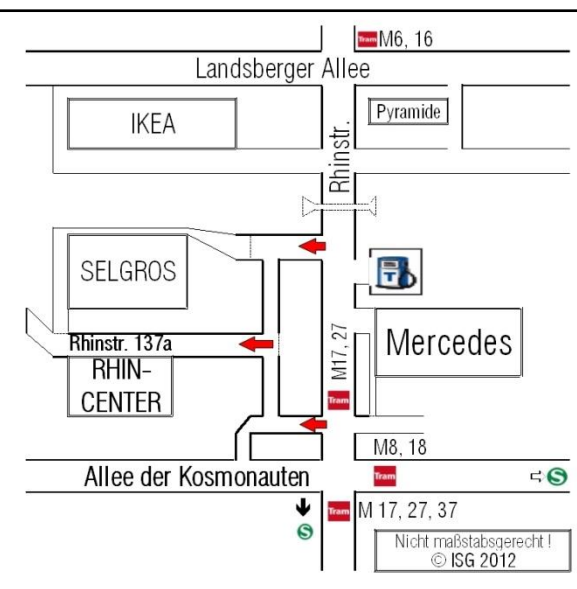 Tram M6, 16
Landsberger Allee
IKEA
Pyramide
Rhinstr.
SELGROS
T
Rhinstr. 137a
RHIN-
CENTER
M17, 27
Mercedes
Tram
M8, 18
Allee der Kosmonauten
Tram
S
Tram M 17, 27, 37
S
Nicht maßstabsgerecht !
© ISG 2012